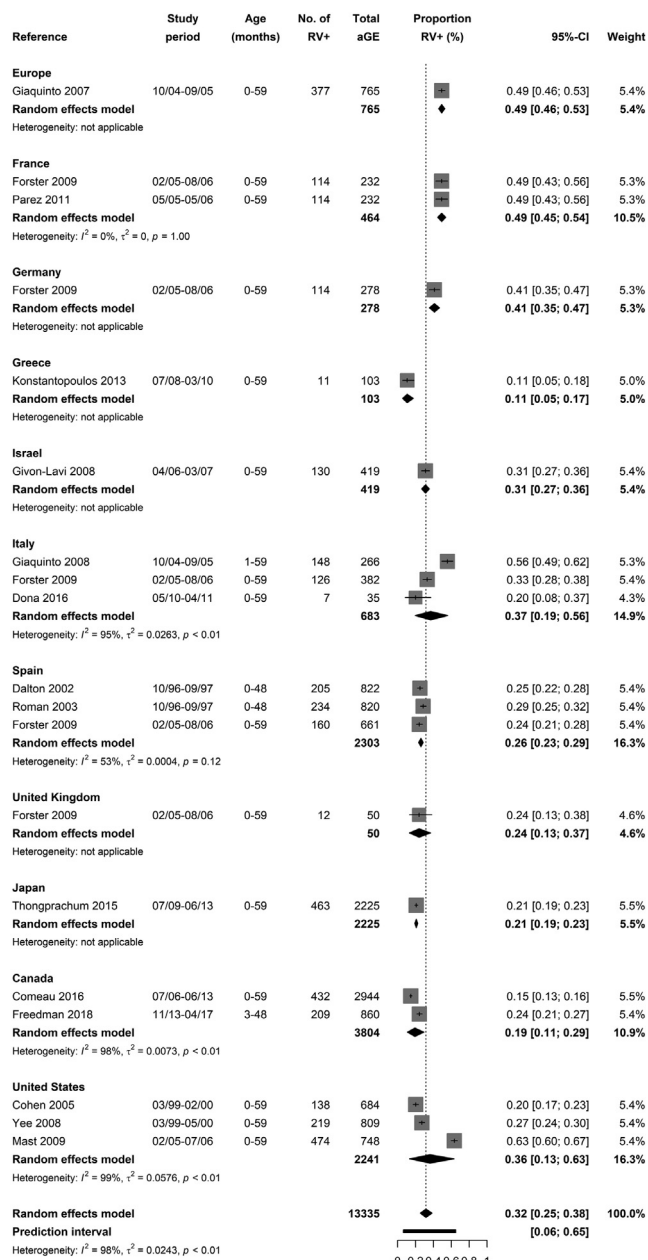 Study Age No. of Total Proportion
Reference period (months) RV+ aGE RV+ (%) 95%-CI Weight
Europe
Giaquinto 2007 10/04-09/05 0-59 377 765 0.49 [0.46; 0.53] 5.4%
Random effects model 765 0.49 [0.46; 0.53] 5.4%
Heterogeneity: not applicable
France
Forster 2009 02/05-08/06 0-59 114 232 0.49 [0.43; 0.56] 5.3%
Parez 2011 05/05-05/06 0-59 114 232 0.49 [0.43; 0.56] 5.3%
Random effects model 464 0.49 [0.45; 0.54] 10.5%
Heterogeneity: I² = 0%, τ² = 0, p = 1.00
Germany
Forster 2009 02/05-08/06 0-59 114 278 0.41 [0.35; 0.47] 5.3%
Random effects model 278 0.41 [0.35; 0.47] 5.3%
Heterogeneity: not applicable
Greece
Konstantopoulos 2013 07/08-03/10 0-59 11 103 0.11 [0.05; 0.18] 5.0%
Random effects model 103 0.11 [0.05; 0.17] 5.0%
Heterogeneity: not applicable
Israel
Givon-Lavi 2008 04/06-03/07 0-59 130 419 0.31 [0.27; 0.36] 5.4%
Random effects model 419 0.31 [0.27; 0.36] 5.4%
Heterogeneity: not applicable
Italy
Giaquinto 2008 10/04-09/05 1-59 148 266 0.56 [0.49; 0.62] 5.3%
Forster 2009 02/05-08/06 0-59 126 382 0.33 [0.28; 0.38] 5.4%
Dona 2016 05/10-04/11 0-59 7 35 0.20 [0.08; 0.37] 4.3%
Random effects model 683 0.37 [0.19; 0.56] 14.9%
Heterogeneity: I² = 95%, τ² = 0.0263, p < 0.01
Spain
Dalton 2002 10/96-09/97 0-48 205 822 0.25 [0.22; 0.28] 5.4%
Roman 2003 10/96-09/97 0-48 234 820 0.29 [0.25; 0.32] 5.4%
Forster 2009 02/05-08/06 0-59 160 661 0.24 [0.21; 0.28] 5.4%
Random effects model 2303 0.26 [0.23; 0.29] 16.3%
Heterogeneity: I² = 53%, τ² = 0.0004, p = 0.12
United Kingdom
Forster 2009 02/05-08/06 0-59 12 50 0.24 [0.13; 0.38] 4.6%
Random effects model 50 0.24 [0.13; 0.37] 4.6%
Heterogeneity: not applicable
Japan
Thongprachum 2015 07/09-06/13 0-59 463 2225 0.21 [0.19; 0.23] 5.5%
Random effects model 2225 0.21 [0.19; 0.23] 5.5%
Heterogeneity: not applicable
Canada
Comeau 2016 07/06-06/13 0-59 432 2944 0.15 [0.13; 0.16] 5.5%
Freedman 2018 11/13-04/17 3-48 209 860 0.24 [0.21; 0.27] 5.4%
Random effects model 3804 0.19 [0.11; 0.29] 10.9%
Heterogeneity: I² = 98%, τ² = 0.0073, p < 0.01
United States
Cohen 2005 03/99-02/00 0-59 138 684 0.20 [0.17; 0.23] 5.4%
Yee 2008 03/99-05/00 0-59 219 809 0.27 [0.24; 0.30] 5.4%
Mast 2009 02/05-07/06 0-59 474 748 0.63 [0.60; 0.67] 5.4%
Random effects model 2241 0.36 [0.13; 0.63] 16.3%
Heterogeneity: I² = 99%, τ² = 0.0576, p < 0.01
Random effects model 13335 0.32 [0.25; 0.38] 100.0%
Prediction interval [0.06; 0.65]
Heterogeneity: I² = 98%, τ² = 0.0243, p < 0.01